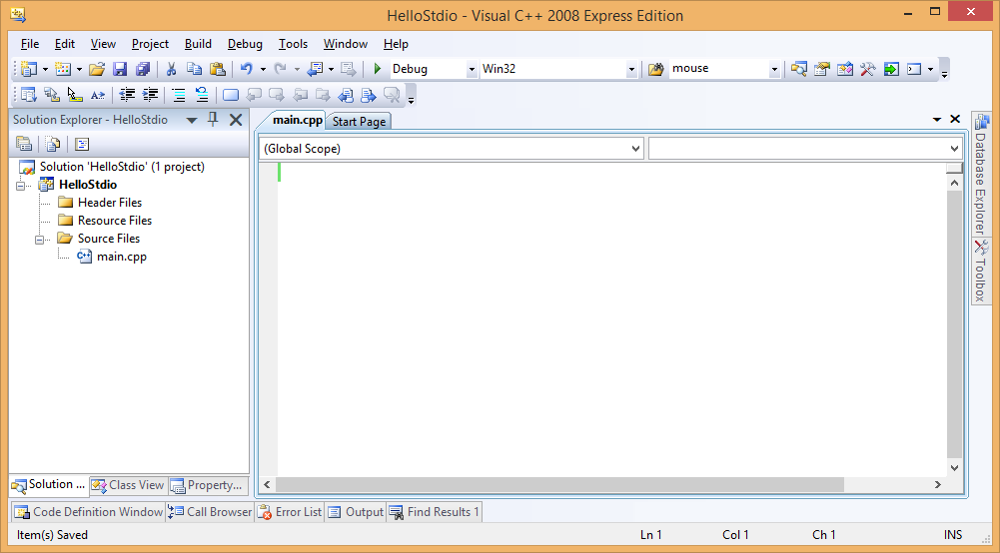 HelloStdio - Visual C++ 2008 Express Edition
File Edit View Project Build Debug Tools Window Help
Debug Win32 mouse
Solution Explorer - HelloStdio
main.cpp Start Page
(Global Scope)
Solution 'HelloStdio' (1 project)
HelloStdio
Header Files
Resource Files
Source Files
main.cpp
Database Explorer
Toolbox
Solution ... Class View Property...
Code Definition Window Call Browser Error List Output Find Results 1
Item(s) Saved Ln 1 Col 1 Ch 1 INS